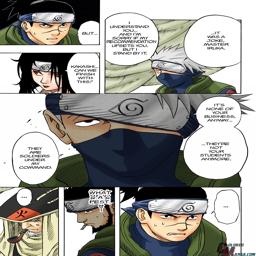 ...IT
WAS
A JOKE,
MASTER
IRUKA.
I
UNDERSTAND
YOU...
AND I'M
SORRY IF MY
RECOMMENDATION
UPSETS YOU.
BUT I
STAND BY IT.
BUT...
KAKASHI...
CAN WE
FINISH
WITH
THIS?
IT'S
NONE OF
YOUR
BUSINESS,
ANYWAY...
THEY'RE
NOT YOUR
STUDENTS
ANYMORE.
THEY
ARE
SOLDIERS
UNDER MY
COMMAND.
...
WHAT
A*A*